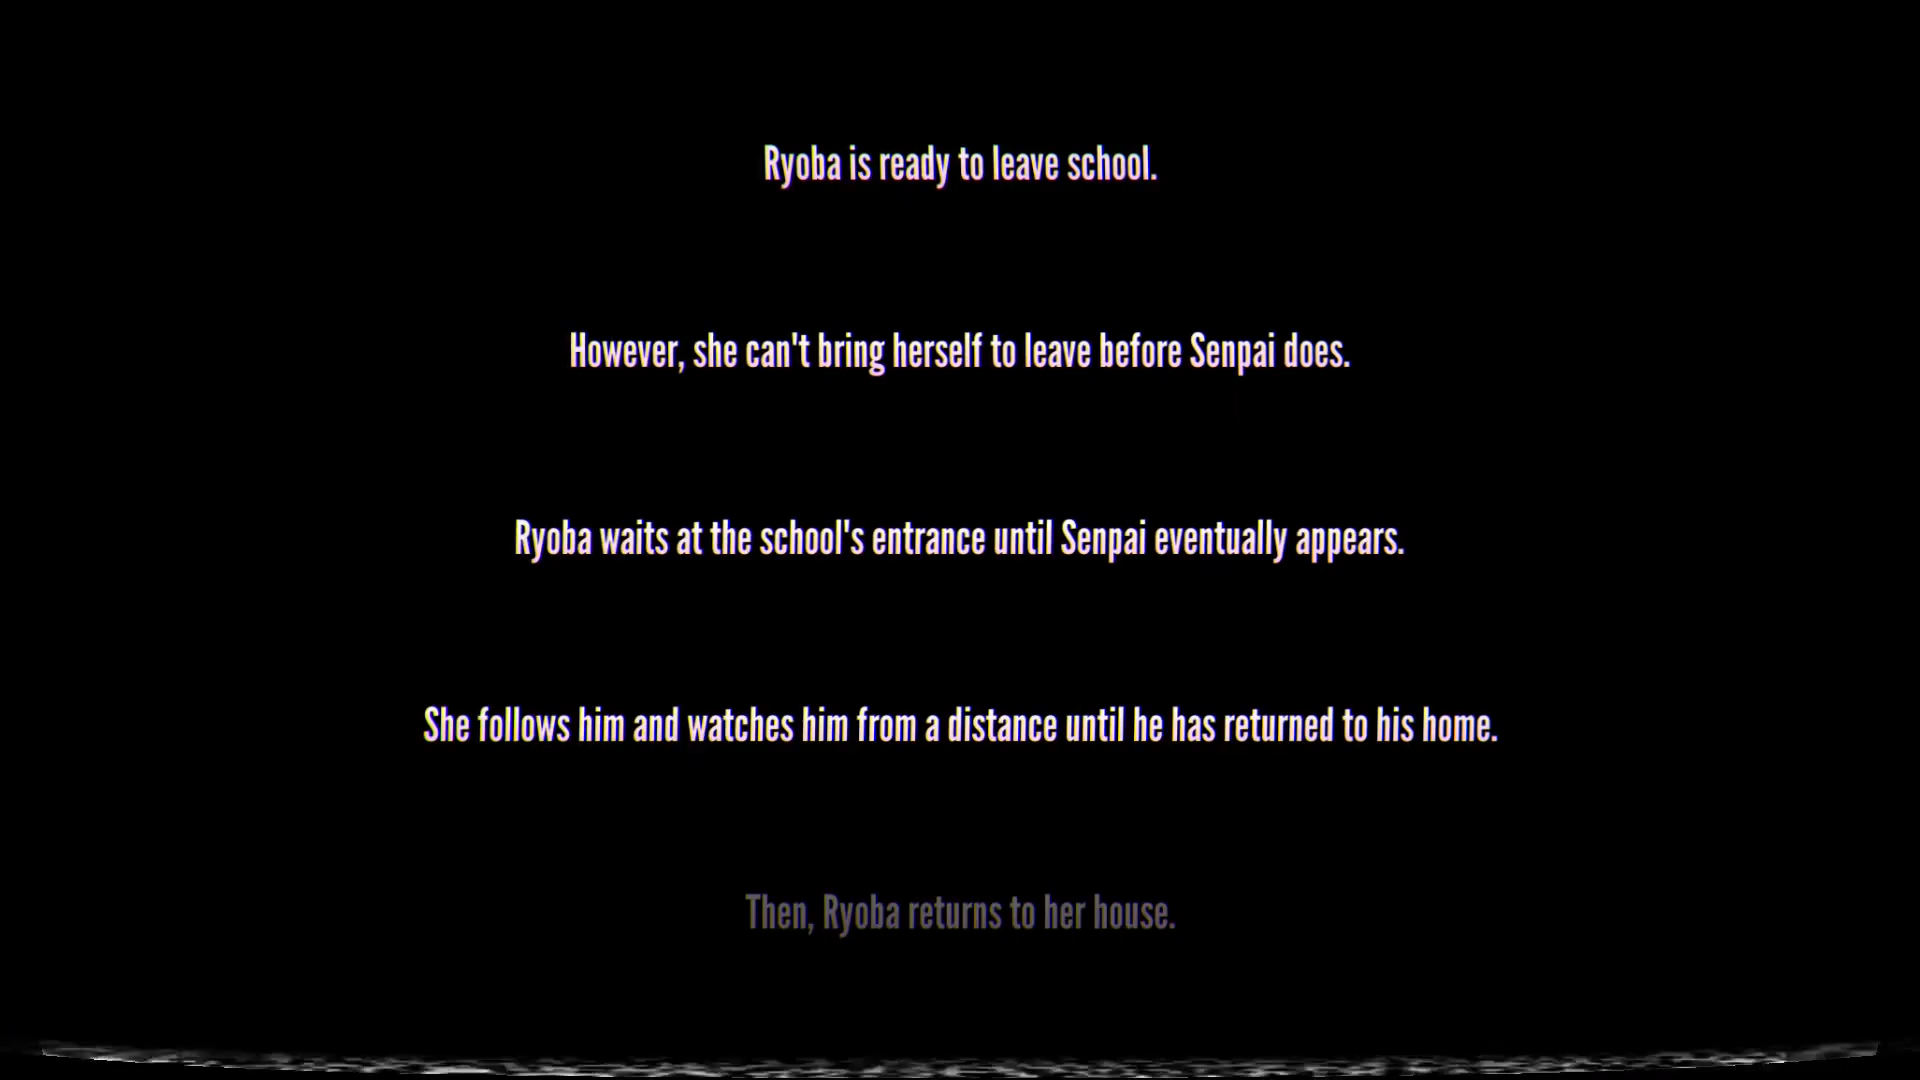 Ryoba is ready to leave school.
However, she can't bring herself to leave before Senpai does.
Ryoba waits at the school's entrance until Senpai eventually appears.
She follows him and watches him from a distance until he has returned to his home.
Then, Ryoba returns to her house.